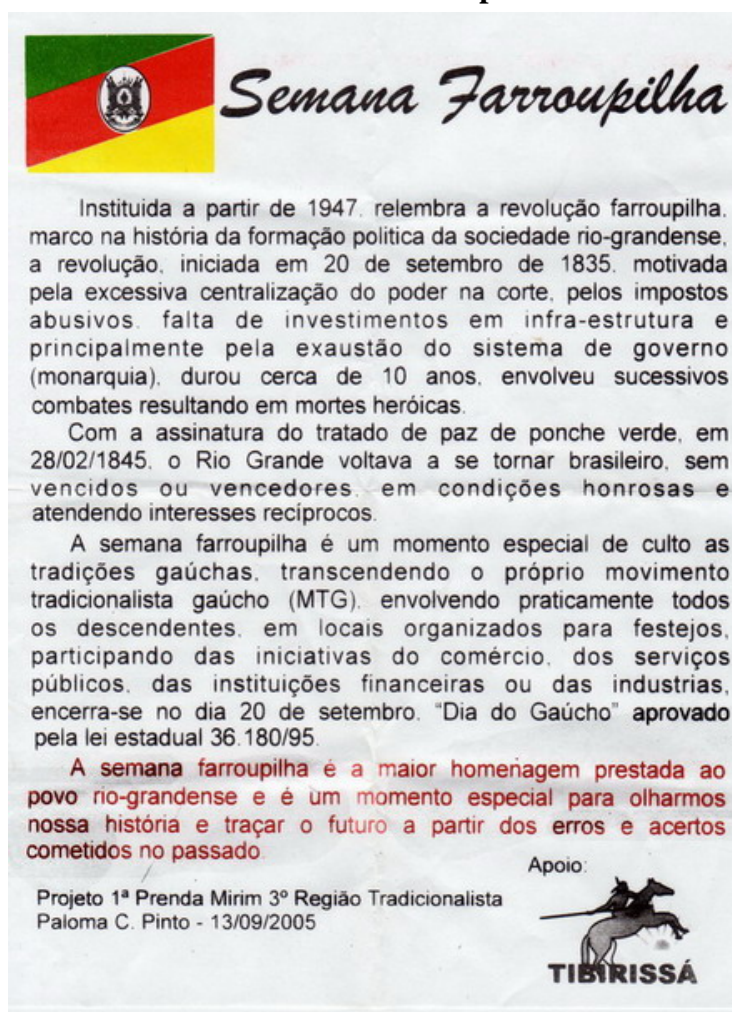 Semana Farroupilha
Instituida a partir de 1947, relembra a revolução farroupilha,
marco na história da formação politica da sociedade rio-grandense,
a revolução, iniciada em 20 de setembro de 1835, motivada
pela excessiva centralização do poder na corte, pelos impostos
abusivos, falta de investimentos em infra-estrutura e
principalmente pela exaustão do sistema de governo
(monarquia), durou cerca de 10 anos, envolveu sucessivos
combates resultando em mortes heróicas.
Com a assinatura do tratado de paz de ponche verde, em
28/02/1845, o Rio Grande voltava a se tornar brasileiro, sem
vencidos ou vencedores, em condições honrosas e
atendendo interesses recíprocos.
A semana farroupilha é um momento especial de culto as
tradições gaúchas, transcendendo o próprio movimento
tradicionalista gaúcho (MTG), envolvendo praticamente todos
os descendentes, em locais organizados para festejos,
participando das iniciativas do comércio, dos serviços
públicos, das instituições financeiras ou das industrias,
encerra-se no dia 20 de setembro. "Dia do Gaúcho" aprovado
pela lei estadual 36.180/95.
A semana farroupilha é a maior homenagem prestada ao
povo rio-grandense e é um momento especial para olharmos
nossa história e traçar o futuro a partir dos erros e acertos
cometidos no passado
Apoio:
Projeto 1ª Prenda Mirim 3º Região Tradicionalista
Paloma C. Pinto - 13/09/2005
TIBIRISSÁ